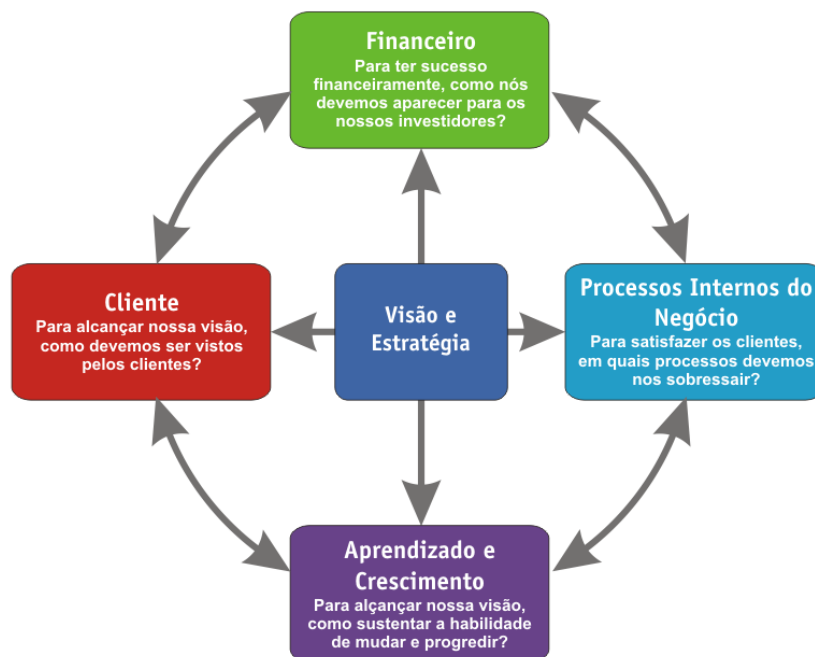 Financeiro
Para ter sucesso
financeiramente, como nós
devemos aparecer para os
nossos investidores?
Cliente
Para alcançar nossa visão,
como devemos ser vistos
pelos clientes?
Visão e
Estratégia
Processos Internos do
Negócio
Para satisfazer os clientes,
em quais processos devemos
nos sobressair?
Aprendizado e
Crescimento
Para alçançar nossa visão,
como sustentar a habilidade
de mudar e progredir?